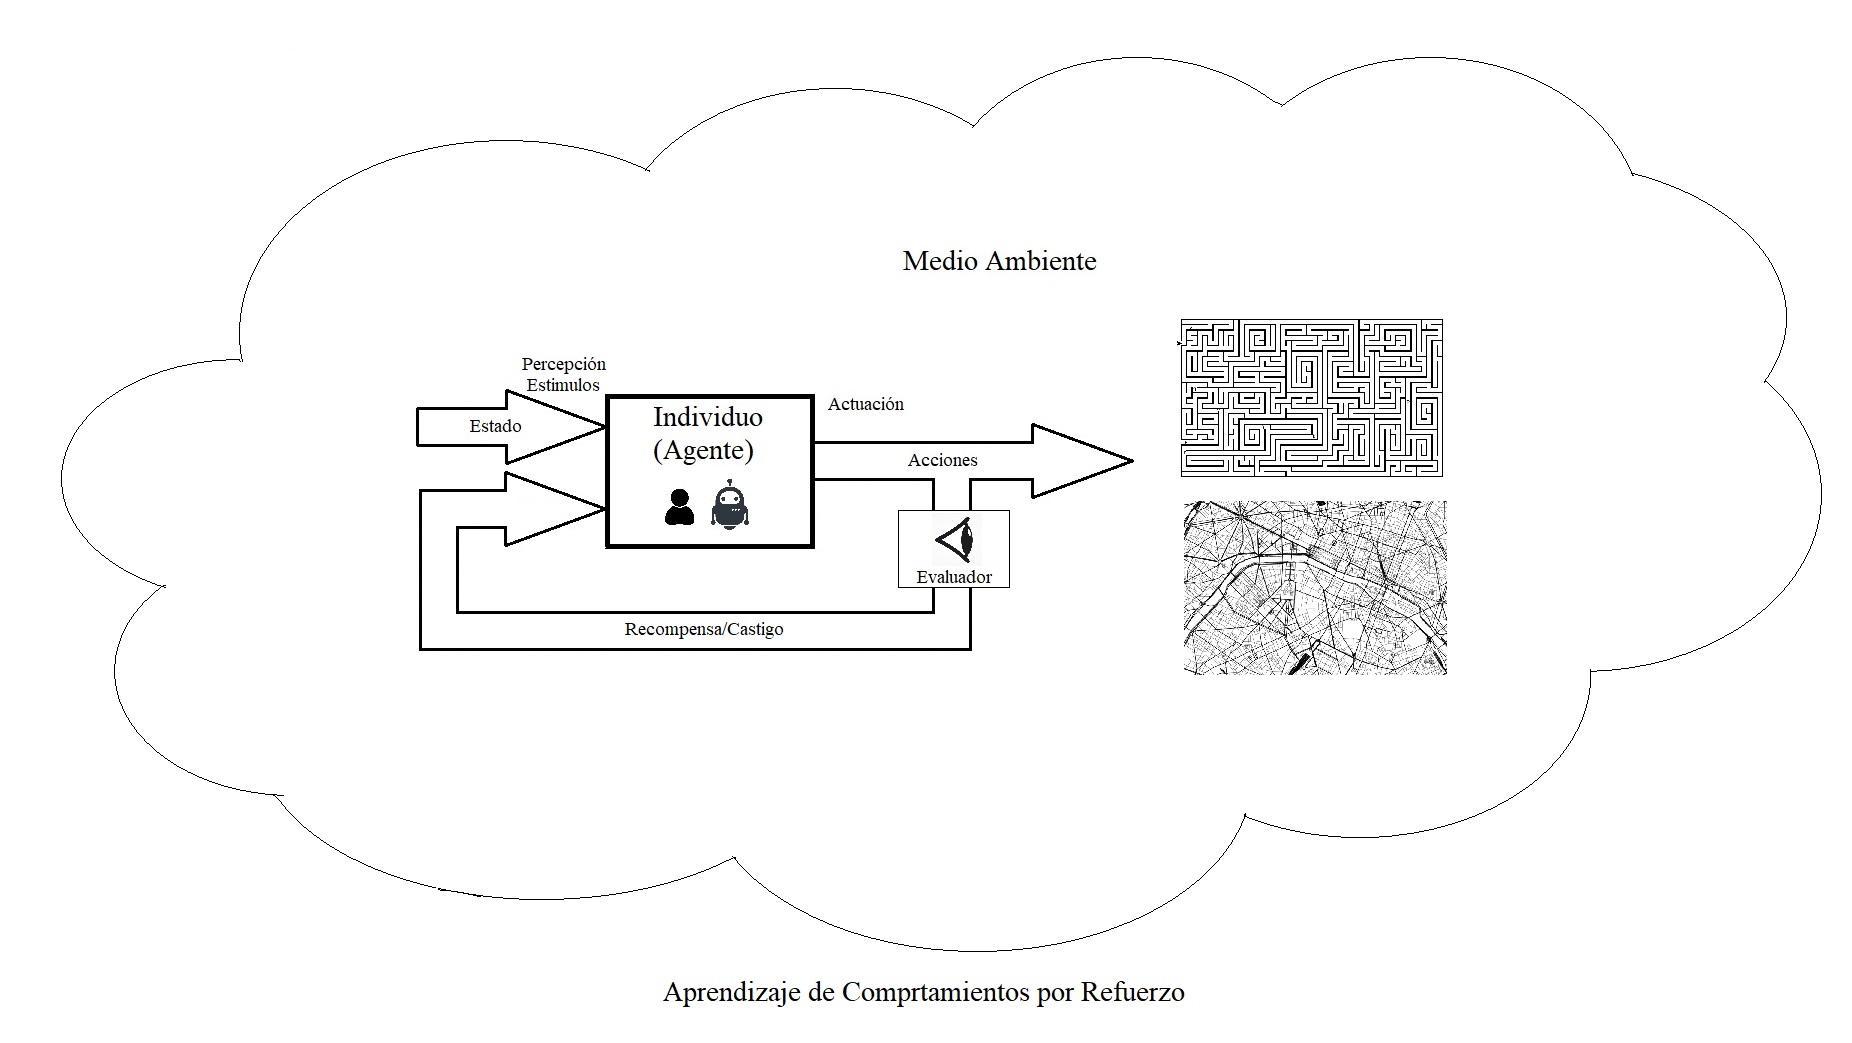 Medio Ambiente
Percepción
Estimulos
Estado
Individuo
(Agente)
Actuación
Acciones
Evaluador
Recompensa/Castigo
Aprendizaje de Comprtamientos por Refuerzo